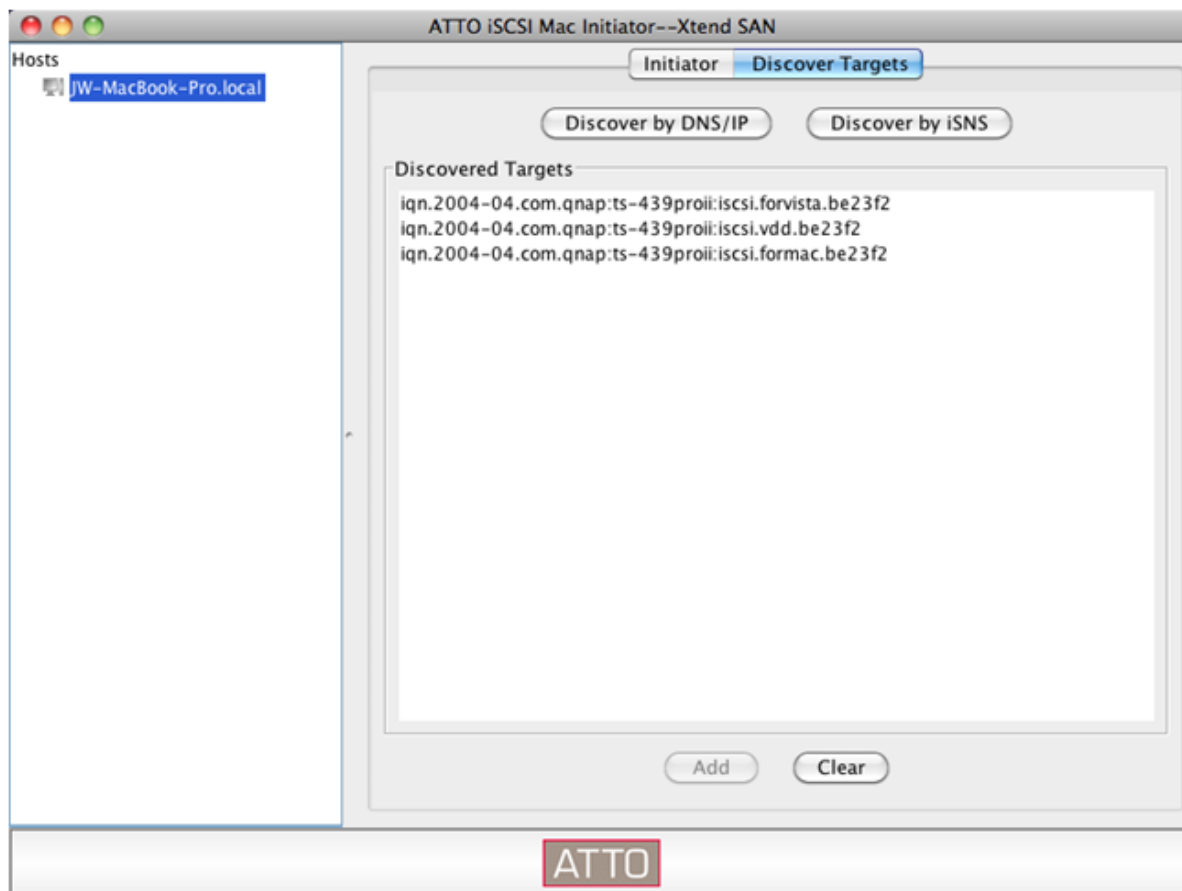 ATTO iSCSI Mac Initiator--Xtend SAN
Hosts
JW-MacBook-Pro.local
Initiator
Discover Targets
Discover by DNS/IP
Discover by iSNS
Discovered Targets
iqn.2004-04.com.qnap:ts-439proii:iscsi.forvista.be23f2
iqn.2004-04.com.qnap:ts-439proii:iscsi.vdd.be23f2
iqn.2004-04.com.qnap:ts-439proii:iscsi.formac.be23f2
Add
Clear
ATTO